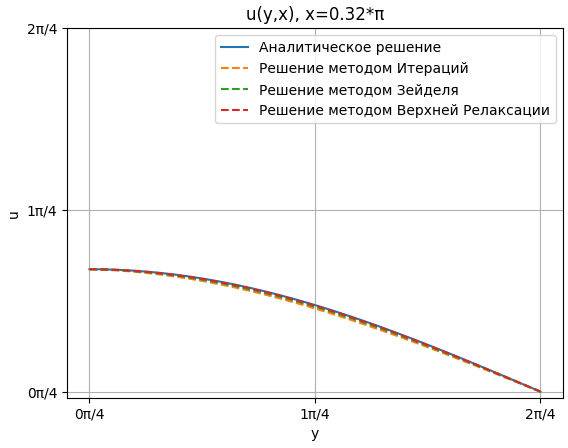 u(y,x), x=0.32*π
2π/4
Аналитическое решение
Решение методом Итераций
Решение методом Зейделя
Решение методом Верхней Релаксации
u
1π/4
0π/4
0π/4
1π/4
2π/4
y